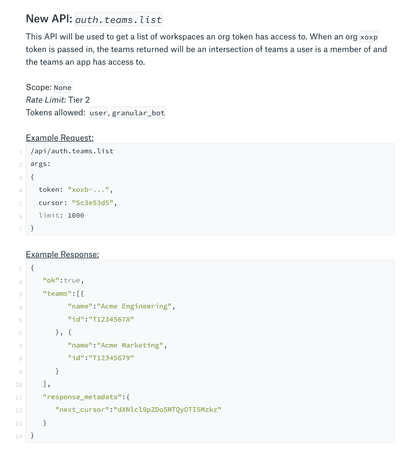 New API: auth.teams.list
This API will be used to get a list of workspaces an org token has access to. When an org xoxp
token is passed in, the teams returned will be an intersection of teams a user is a member of and
the teams an app has access to.
Scope: None
Rate Limit: Tier 2
Tokens allowed: user, granular_bot
Example Request:
1 /api/auth.teams.list
2 args:
3 {
4 token: "xoxb-...",
5 cursor: "5c3e53d5",
6 limit: 1000
7 }
Example Response:
1 {
2 "ok":true,
3 "teams":[{
4 "name":"Acme Engineering",
5 "id":"T12345678"
6 }, {
7 "name":"Acme Marketing",
8 "id":"T12345679"
9 }
10 ],
11 "response_metadata":{
12 "next_cursor":"dXNlcl9pZDo5MTQyOTI5Mzkz"
13 }
14 }